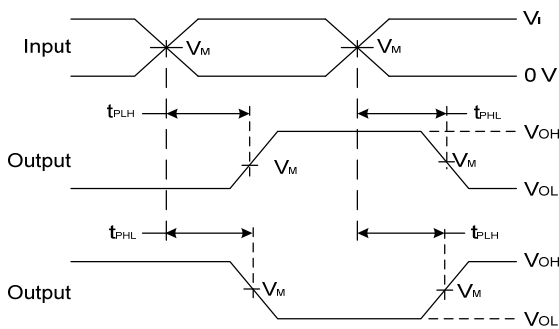 Input
VM
VM
VI
0 V
tPLH
tPHL
Output
VM
VM
VOH
VOL
tPHL
tPLH
Output
VM
VM
VOH
VOL